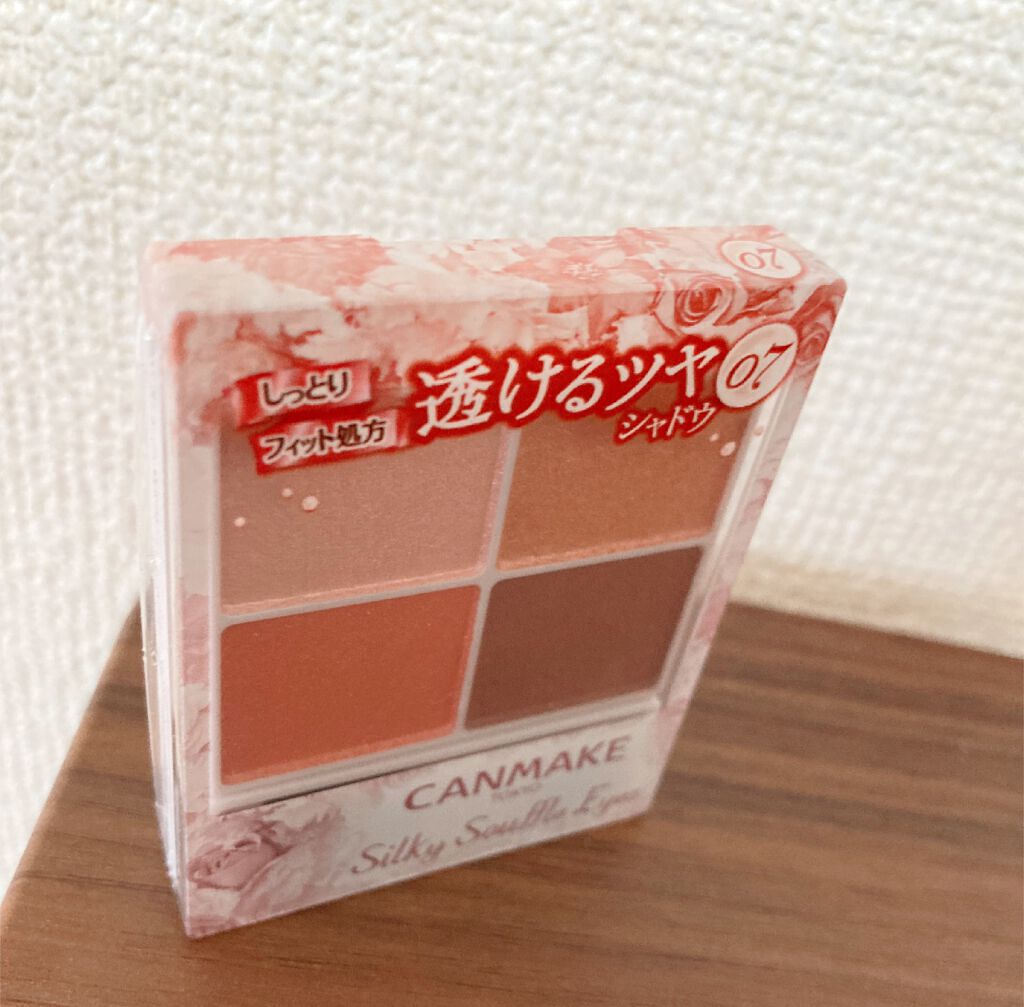 07
しっとり
フィット処方
透けるツヤ
シャドウ
07
CANMAKE
TOKYO
Silky Souffle Eyes